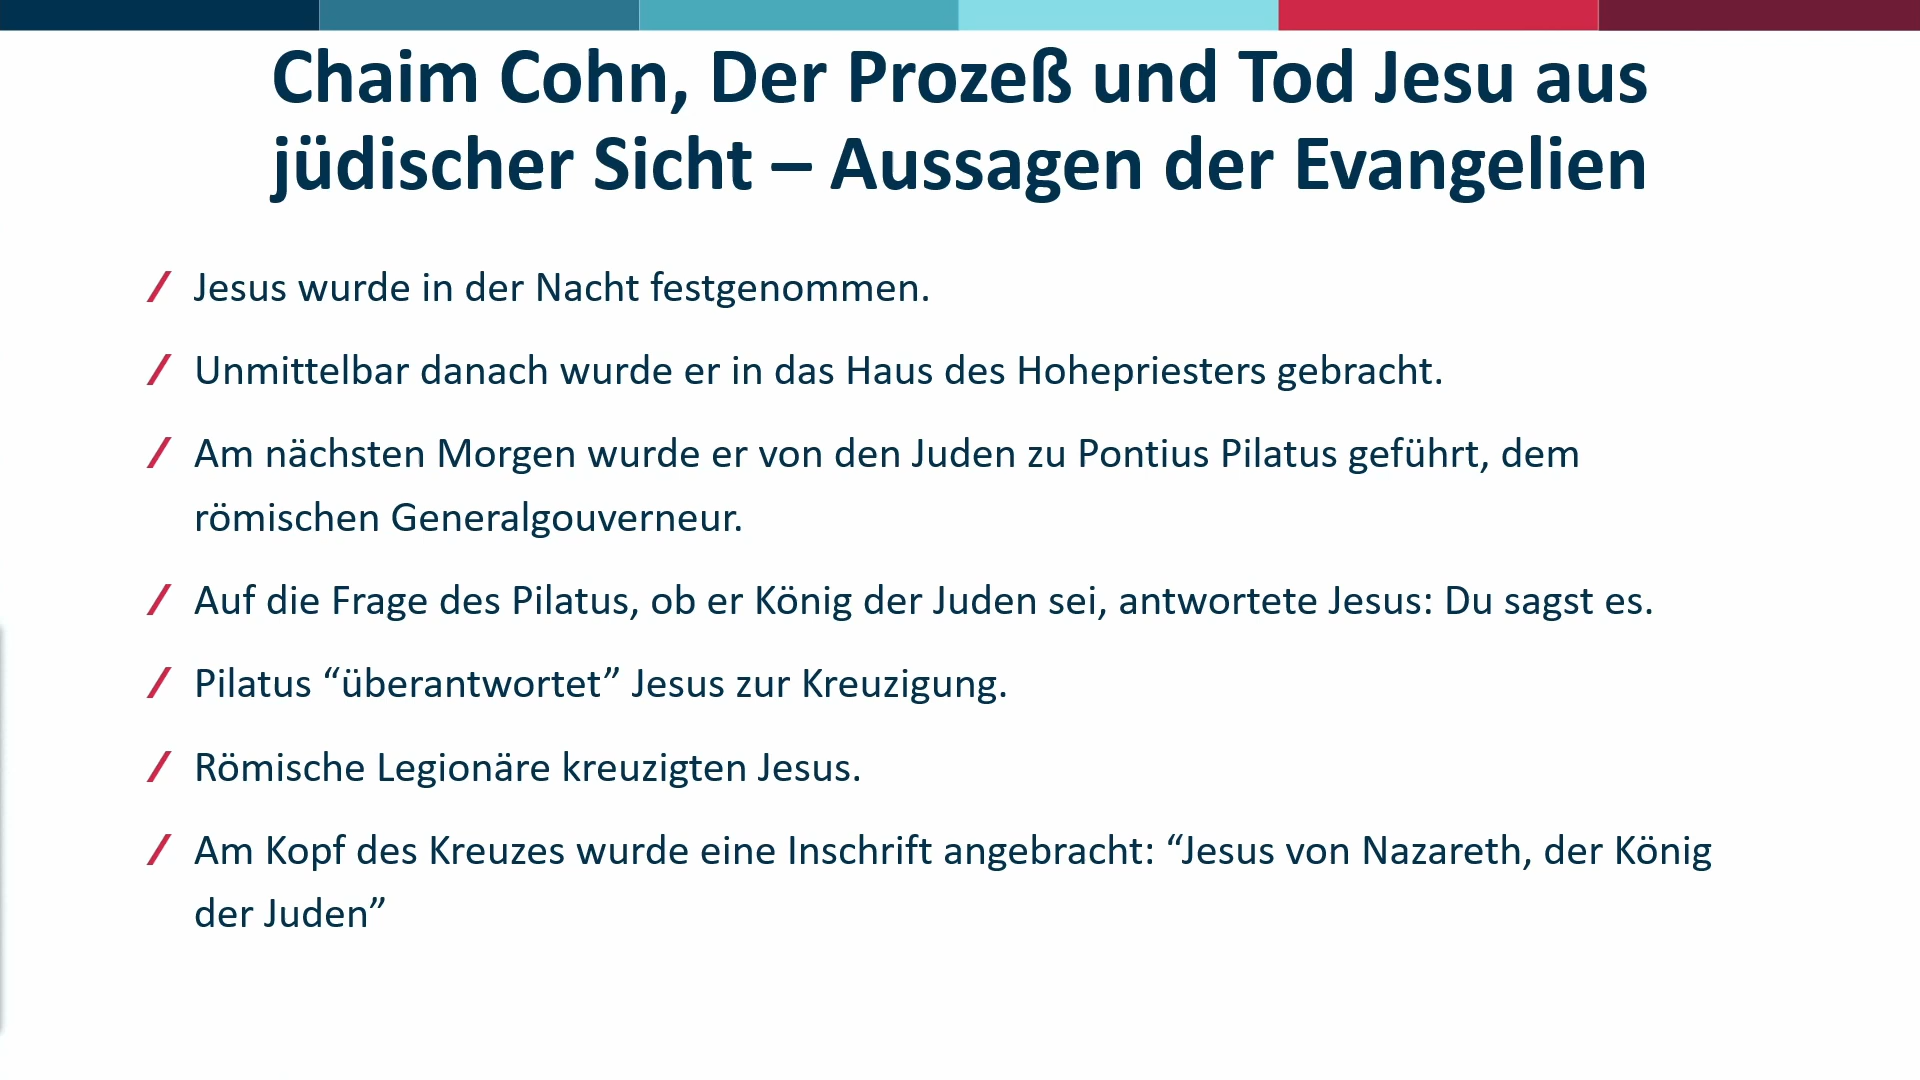 Chaim Cohn, Der Prozeß und Tod Jesu aus
jüdischer Sicht – Aussagen der Evangelien
/ Jesus wurde in der Nacht festgenommen.
/ Unmittelbar danach wurde er in das Haus des Hohepriesters gebracht.
/ Am nächsten Morgen wurde er von den Juden zu Pontius Pilatus geführt, dem
römischen Generalgouverneur.
/ Auf die Frage des Pilatus, ob er König der Juden sei, antwortete Jesus: Du sagst es.
/ Pilatus “überantwortet” Jesus zur Kreuzigung.
/ Römische Legionäre kreuzigten Jesus.
/ Am Kopf des Kreuzes wurde eine Inschrift angebracht: “Jesus von Nazareth, der König
der Juden”